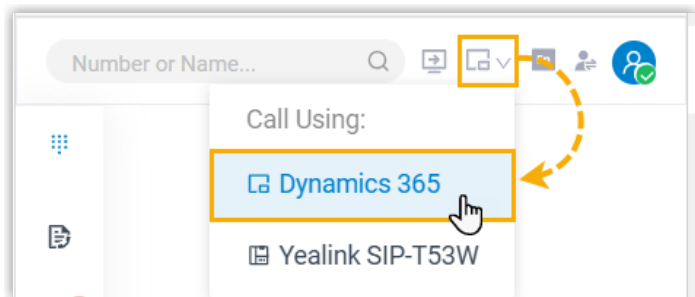 Number or Name...
Call Using:
Dynamics 365
Yealink SIP-T53W